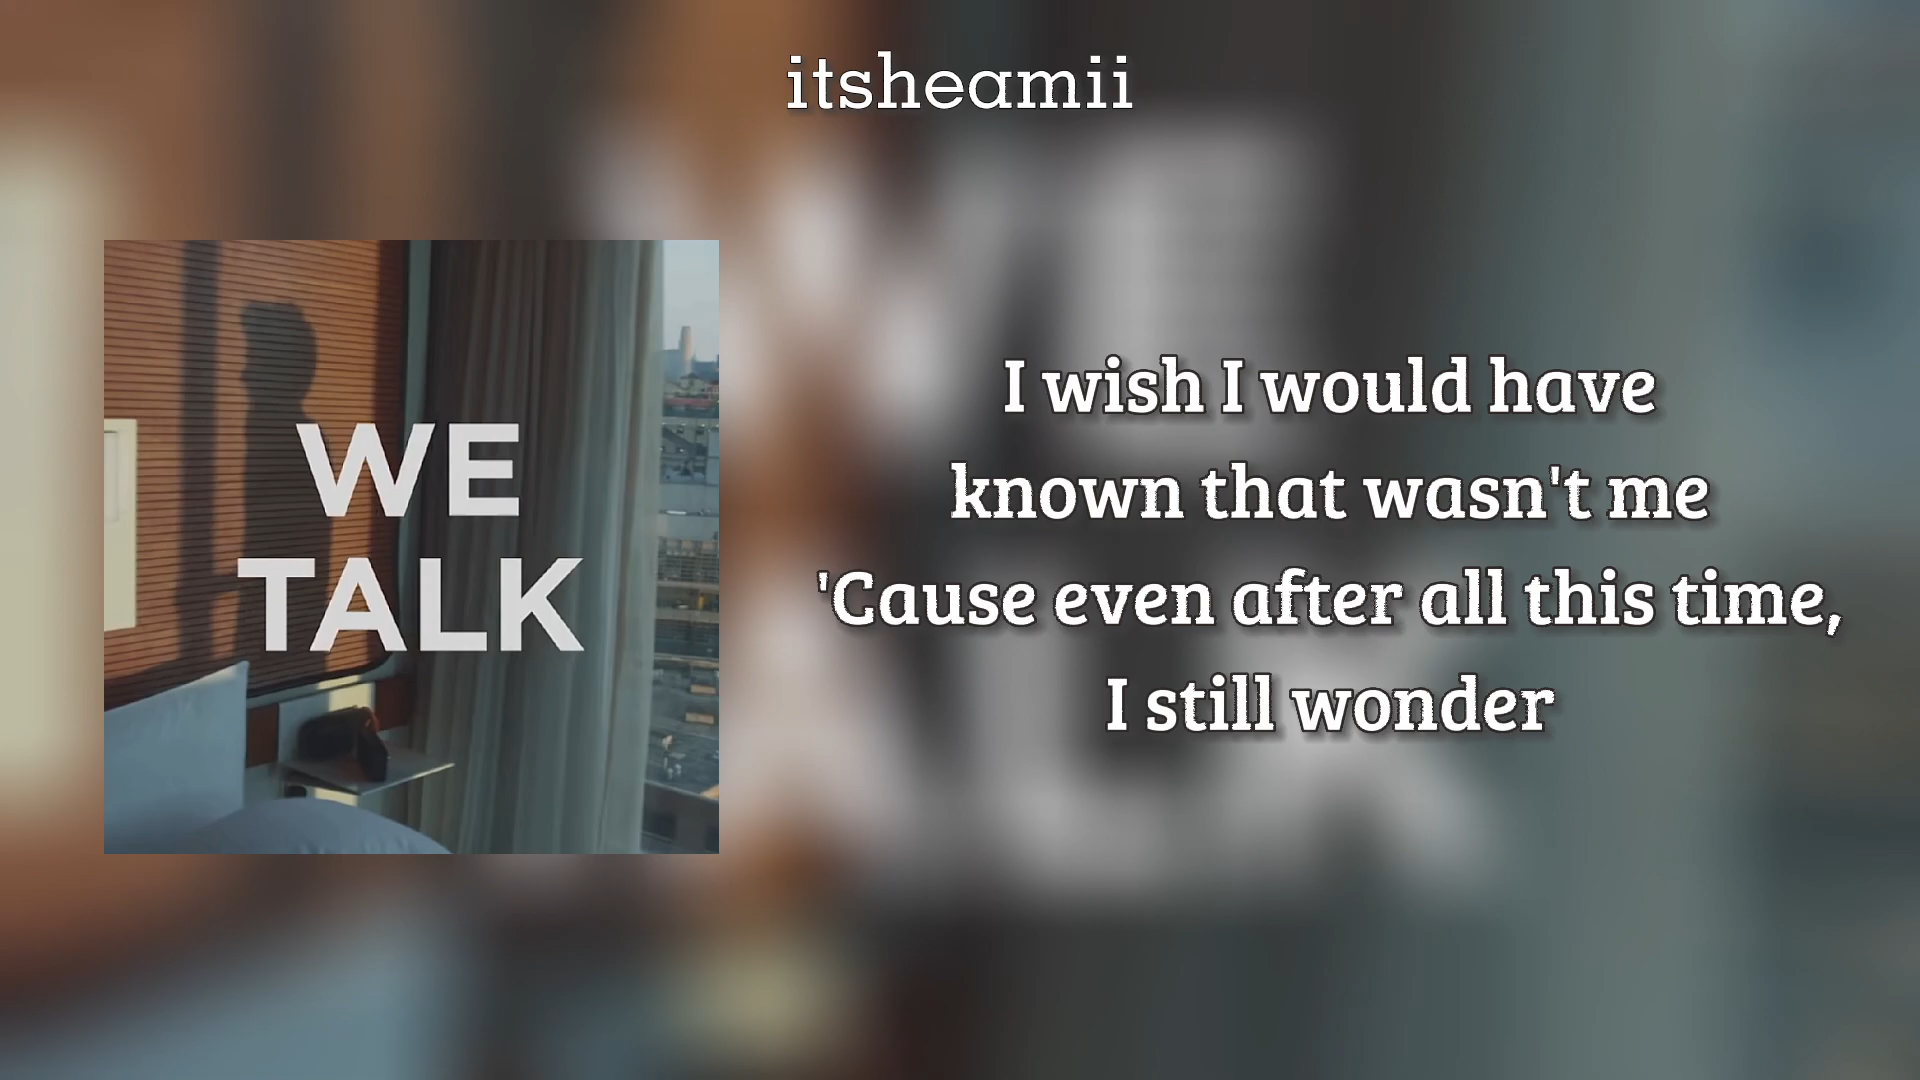 itsheamii
WE
TALK
I wish I would have
known that wasn't me
'Cause even after all this time,
I still wonder